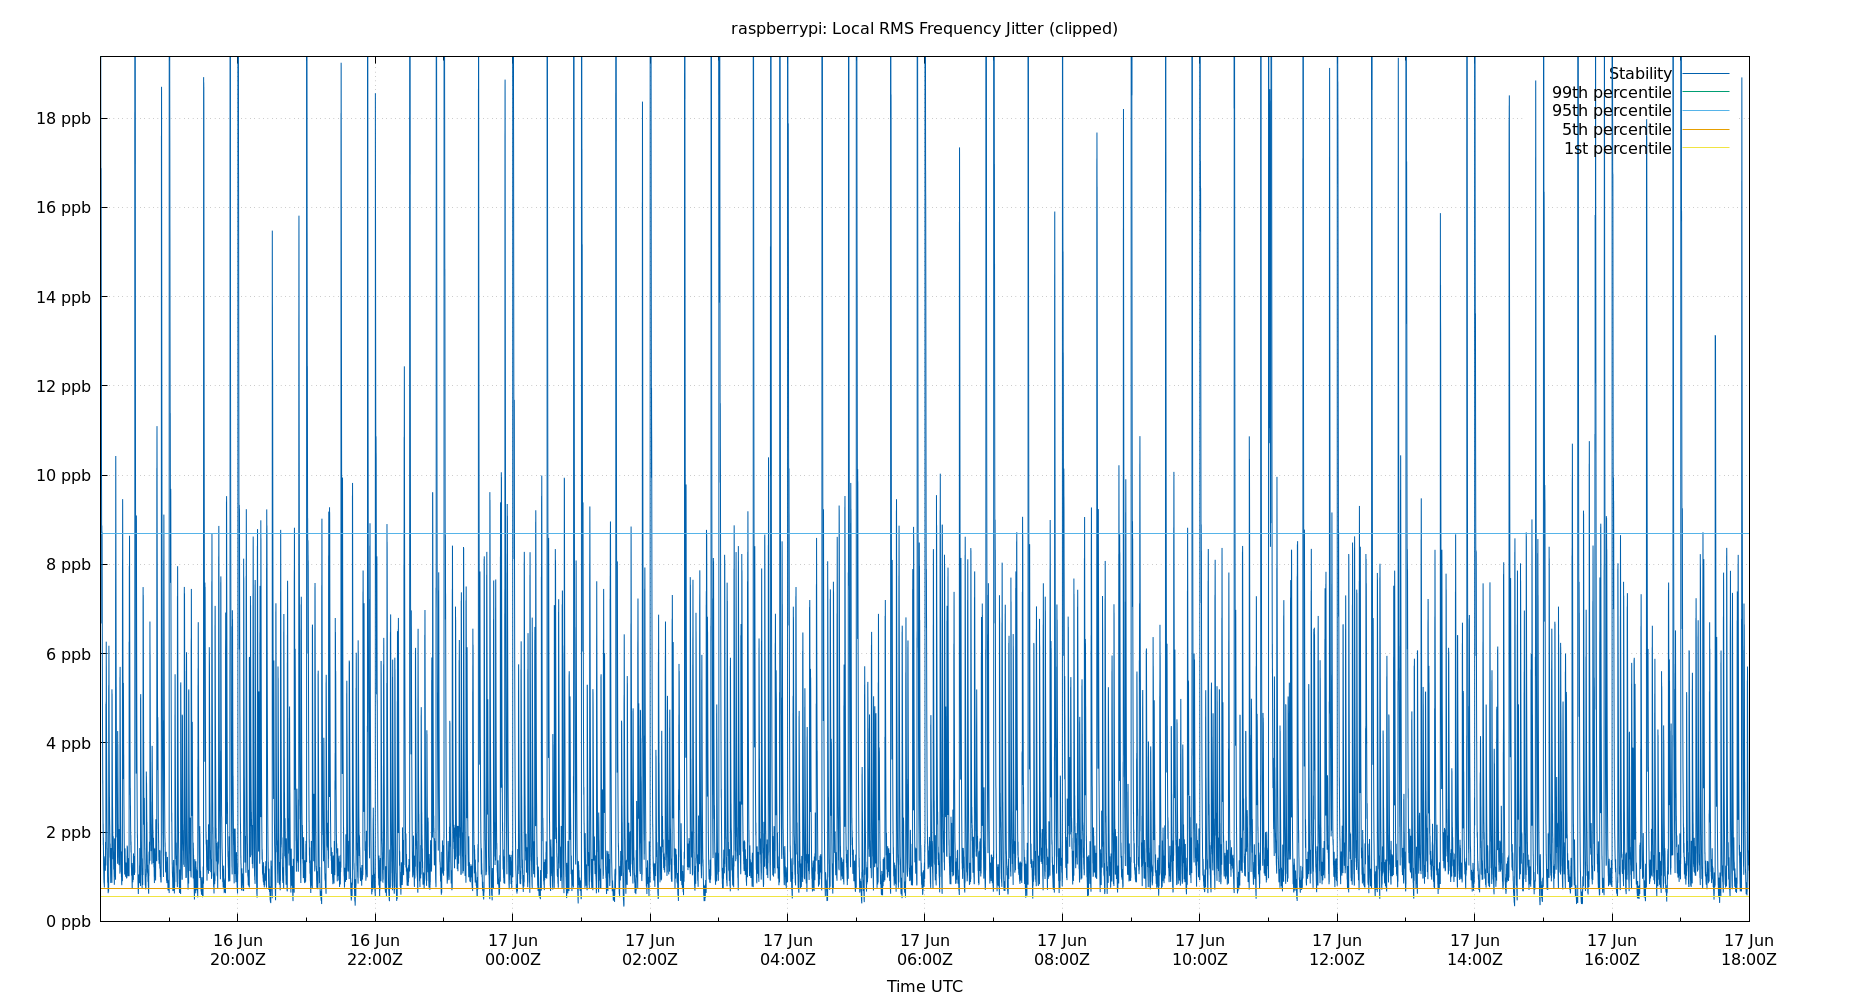 raspberrypi: Local RMS Frequency Jitter (clipped)
Stability
99th percentile
95th percentile
5th percentile
1st percentile
18 ppb
16 ppb
14 ppb
12 ppb
10 ppb
8 ppb
6 ppb
4 ppb
2 ppb
0 ppb
16 Jun 16 Jun 17 Jun 17 Jun 17 Jun 17 Jun 17 Jun 17 Jun 17 Jun 17 Jun 17 Jun 17 Jun
20:00Z 22:00Z 00:00Z 02:00Z 04:00Z 06:00Z 08:00Z 10:00Z 12:00Z 14:00Z 16:00Z 18:00Z
Time UTC